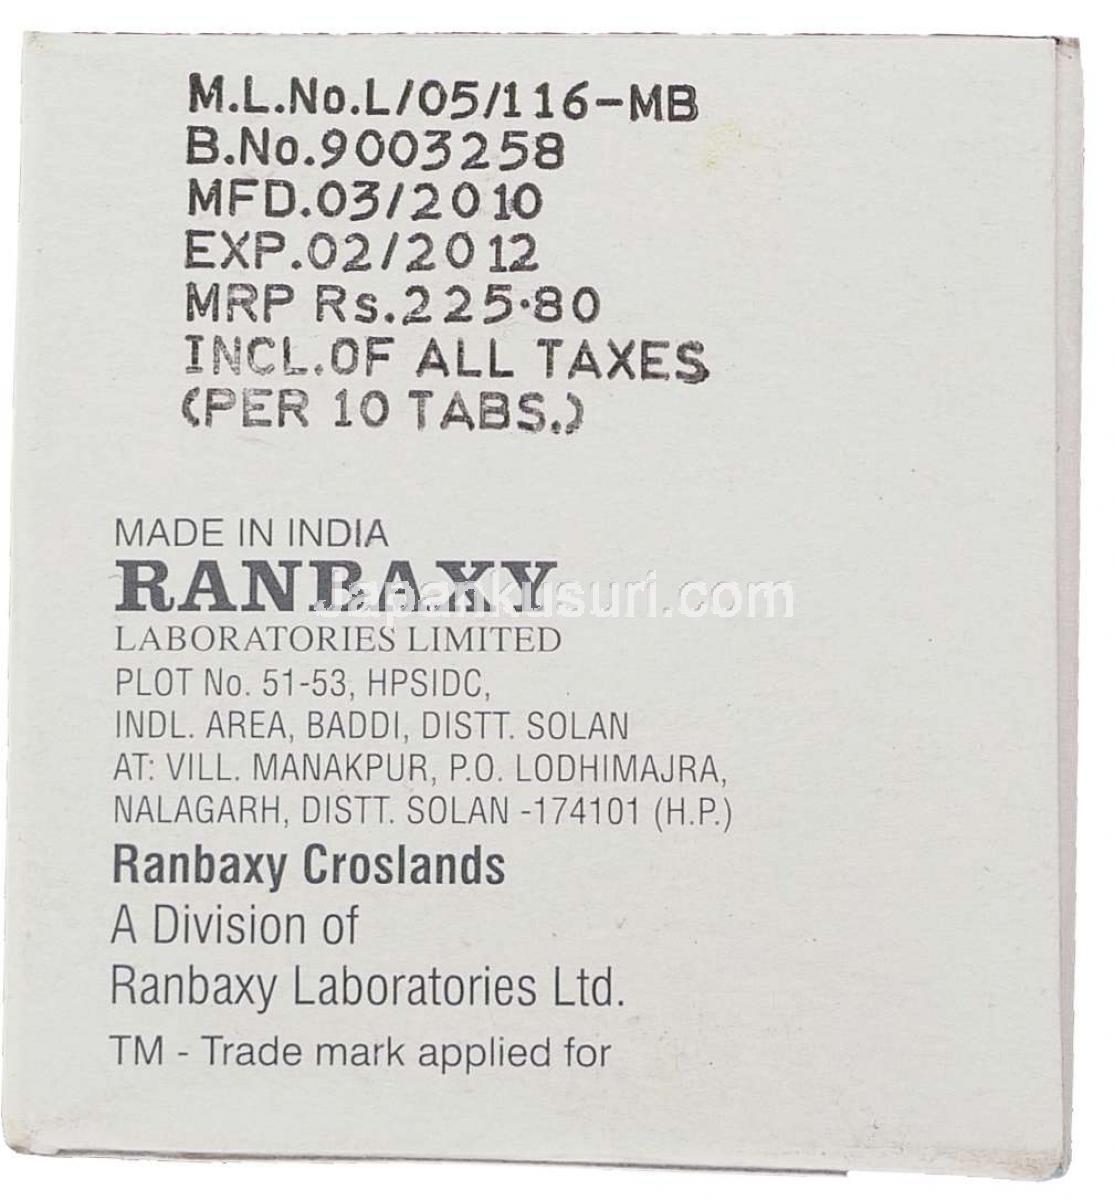 M.L.No.L/05/116-MB
B.No.9003258
MFD.03/2010
EXP.02/2012
MRP Rs.225.80
INCL.OF ALL TAXES
(PER 10 TABS.)
MADE IN INDIA
RANBAXY
Japankusuri.com
LABORATORIES LIMITED
PLOT No. 51-53, HPSIDC,
INDL. AREA, BADDI, DISTT. SOLAN
AT: VILL. MANAKPUR, P.O. LODHIMAJRA,
NALAGARH, DISTT. SOLAN -174101 (H.P.)
Ranbaxy Croslands
A Division of
Ranbaxy Laboratories Ltd.
TM - Trade mark applied for